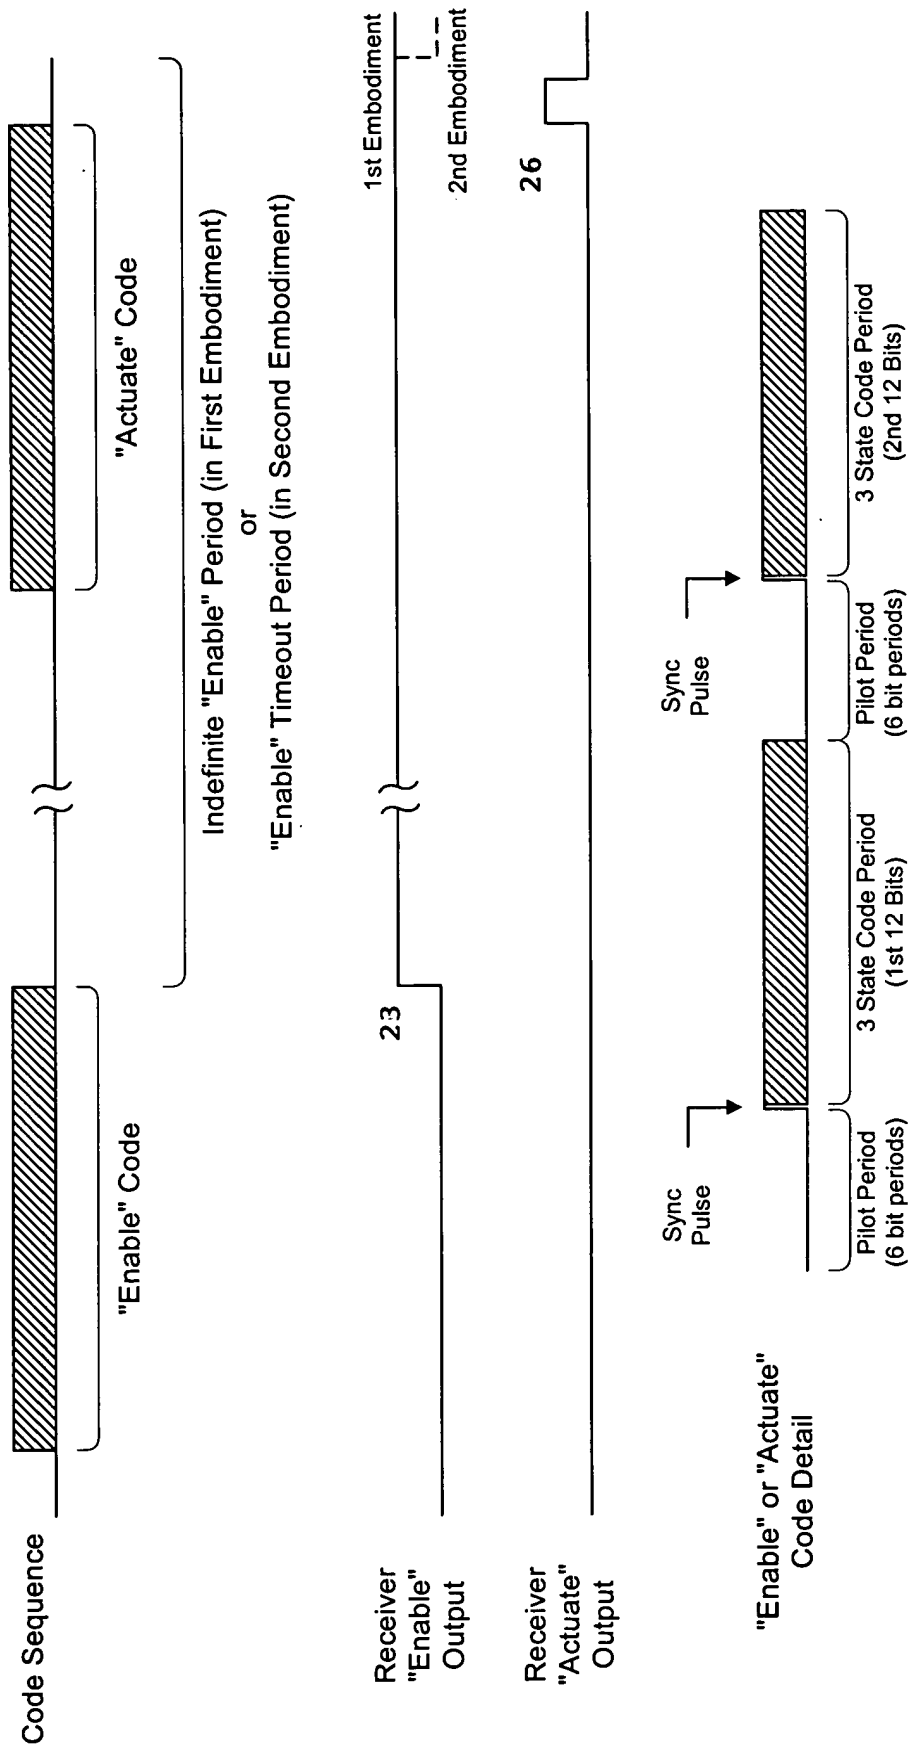 Code Sequence
"Enable" Code
"Actuate" Code
Indefinite "Enable" Period (in First Embodiment)
or
"Enable" Timeout Period (in Second Embodiment)
Receiver
"Enable"
Output
23
1st Embodiment
2nd Embodiment
Receiver
"Actuate"
Output
26
"Enable" or "Actuate"
Code Detail
Sync
Pulse
Sync
Pulse
Pilot Period
(6 bit periods)
3 State Code Period
(1st 12 Bits)
Pilot Period
(6 bit periods)
3 State Code Period
(2nd 12 Bits)